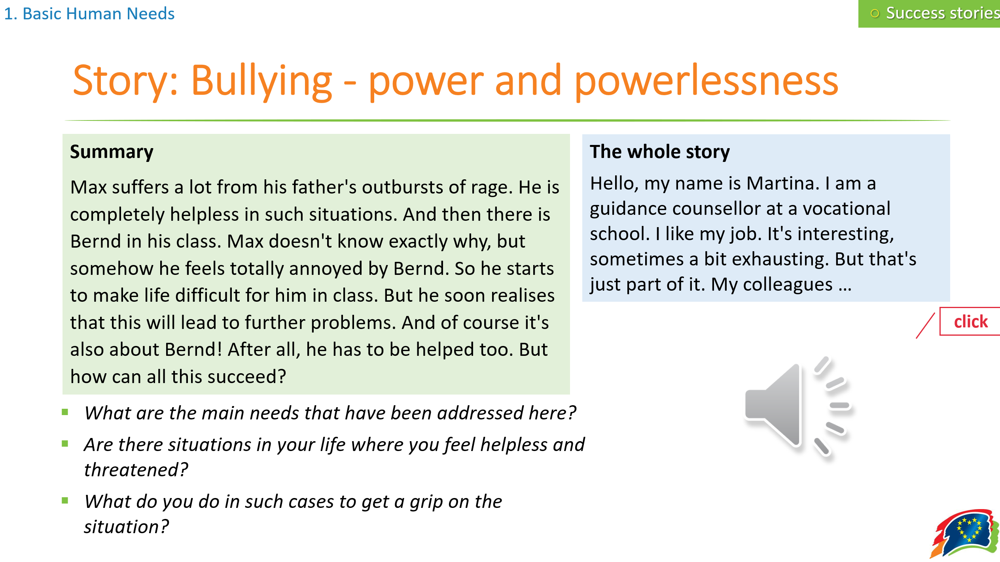 1. Basic Human Needs
○ Success stories
Story: Bullying - power and powerlessness
Summary
Max suffers a lot from his father's outbursts of rage. He is
completely helpless in such situations. And then there is
Bernd in his class. Max doesn't know exactly why, but
somehow he feels totally annoyed by Bernd. So he starts
to make life difficult for him in class. But he soon realises
that this will lead to further problems. And of course it's
also about Bernd! After all, he has to be helped too. But
how can all this succeed?
The whole story
Hello, my name is Martina. I am a
guidance counsellor at a vocational
school. I like my job. It's interesting,
sometimes a bit exhausting. But that's
just part of it. My colleagues ...
click
▪ What are the main needs that have been addressed here?
▪ Are there situations in your life where you feel helpless and
threatened?
▪ What do you do in such cases to get a grip on the
situation?